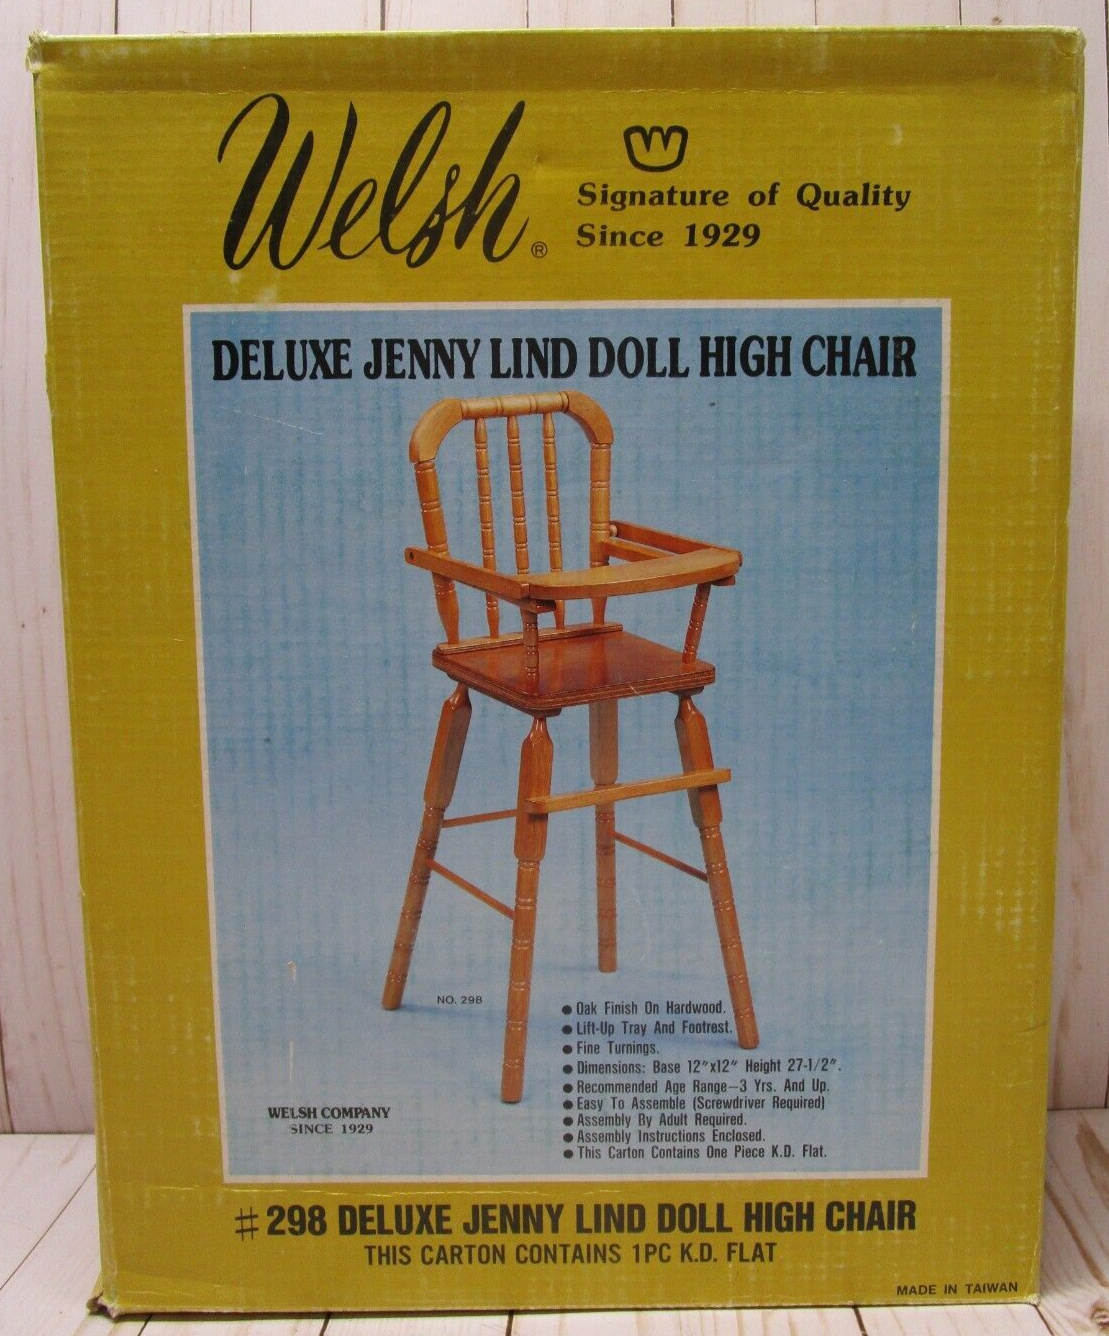 Welsh®
W
Signature of Quality
Since 1929
DELUXE JENNY LIND DOLL HIGH CHAIR
NO. 298
● Oak Finish On Hardwood.
● Lift-Up Tray And Footrest.
● Fine Turnings.
● Dimensions: Base 12"x12" Height 27-1/2".
● Recommended Age Range—3 Yrs. And Up.
● Easy To Assemble (Screwdriver Required)
● Assembly By Adult Required.
● Assembly Instructions Enclosed.
● This Carton Contains One Piece K.D. Flat.
WELSH COMPANY
SINCE 1929
#298 DELUXE JENNY LIND DOLL HIGH CHAIR
THIS CARTON CONTAINS 1PC K.D. FLAT
MADE IN TAIWAN